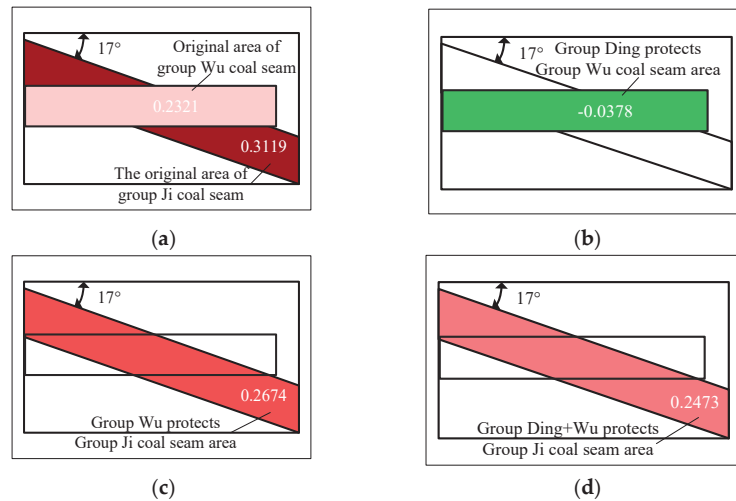 17°
Original area of
group Wu coal seam
0.2321
0.3119
The original area of
group Ji coal seam
(a)
17°
Group Ding protects
Group Wu coal seam area
-0.0378
(b)
17°
0.2674
Group Wu protects
Group Ji coal seam area
(c)
17°
0.2473
Group Ding+Wu protects
Group Ji coal seam area
(d)